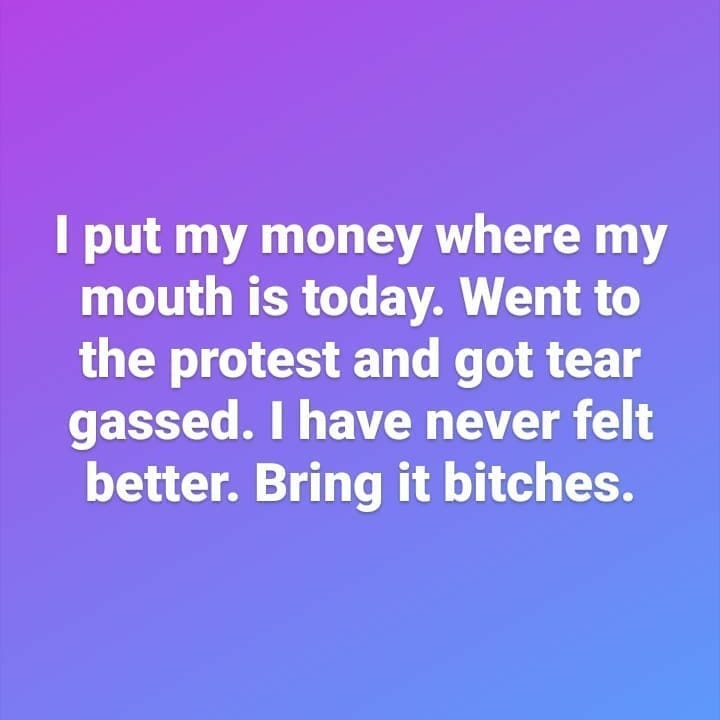 I put my money where my
mouth is today. Went to
the protest and got tear
gassed. I have never felt
better. Bring it bitches.